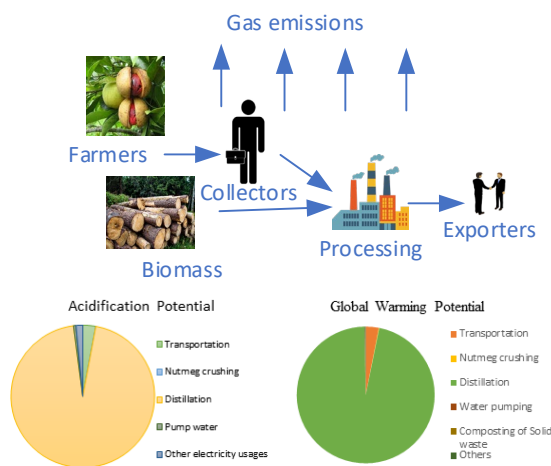 Gas emissions
Farmers
Collectors
Biomass
Processing
Exporters
Acidification Potential
Transportation
Nutmeg crushing
Distillation
Pump water
Other electricity usages
Global Warming Potential
Transportation
Nutmeg crushing
Distillation
Water pumping
Composting of Solid
waste
Others